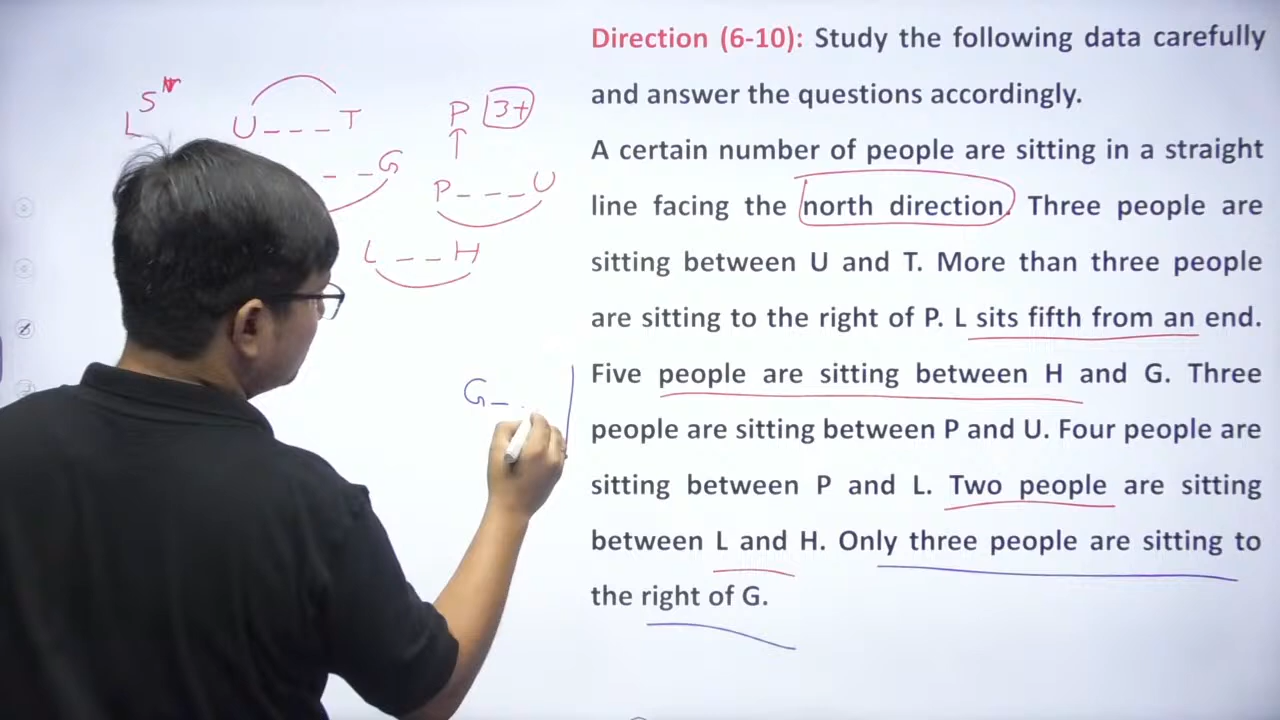 Direction (6-10): Study the following data carefully
and answer the questions accordingly.
A certain number of people are sitting in a straight
line facing the north direction. Three people are
sitting between U and T. More than three people
are sitting to the right of P. L sits fifth from an end.
Five people are sitting between H and G. Three
people are sitting between P and U. Four people are
sitting between P and L. Two people are sitting
between L and H. Only three people are sitting to
the right of G.
L 5
U _ _ _ T
P 3+
_ _ G
P _ _ _ U
L _ _ H
G _